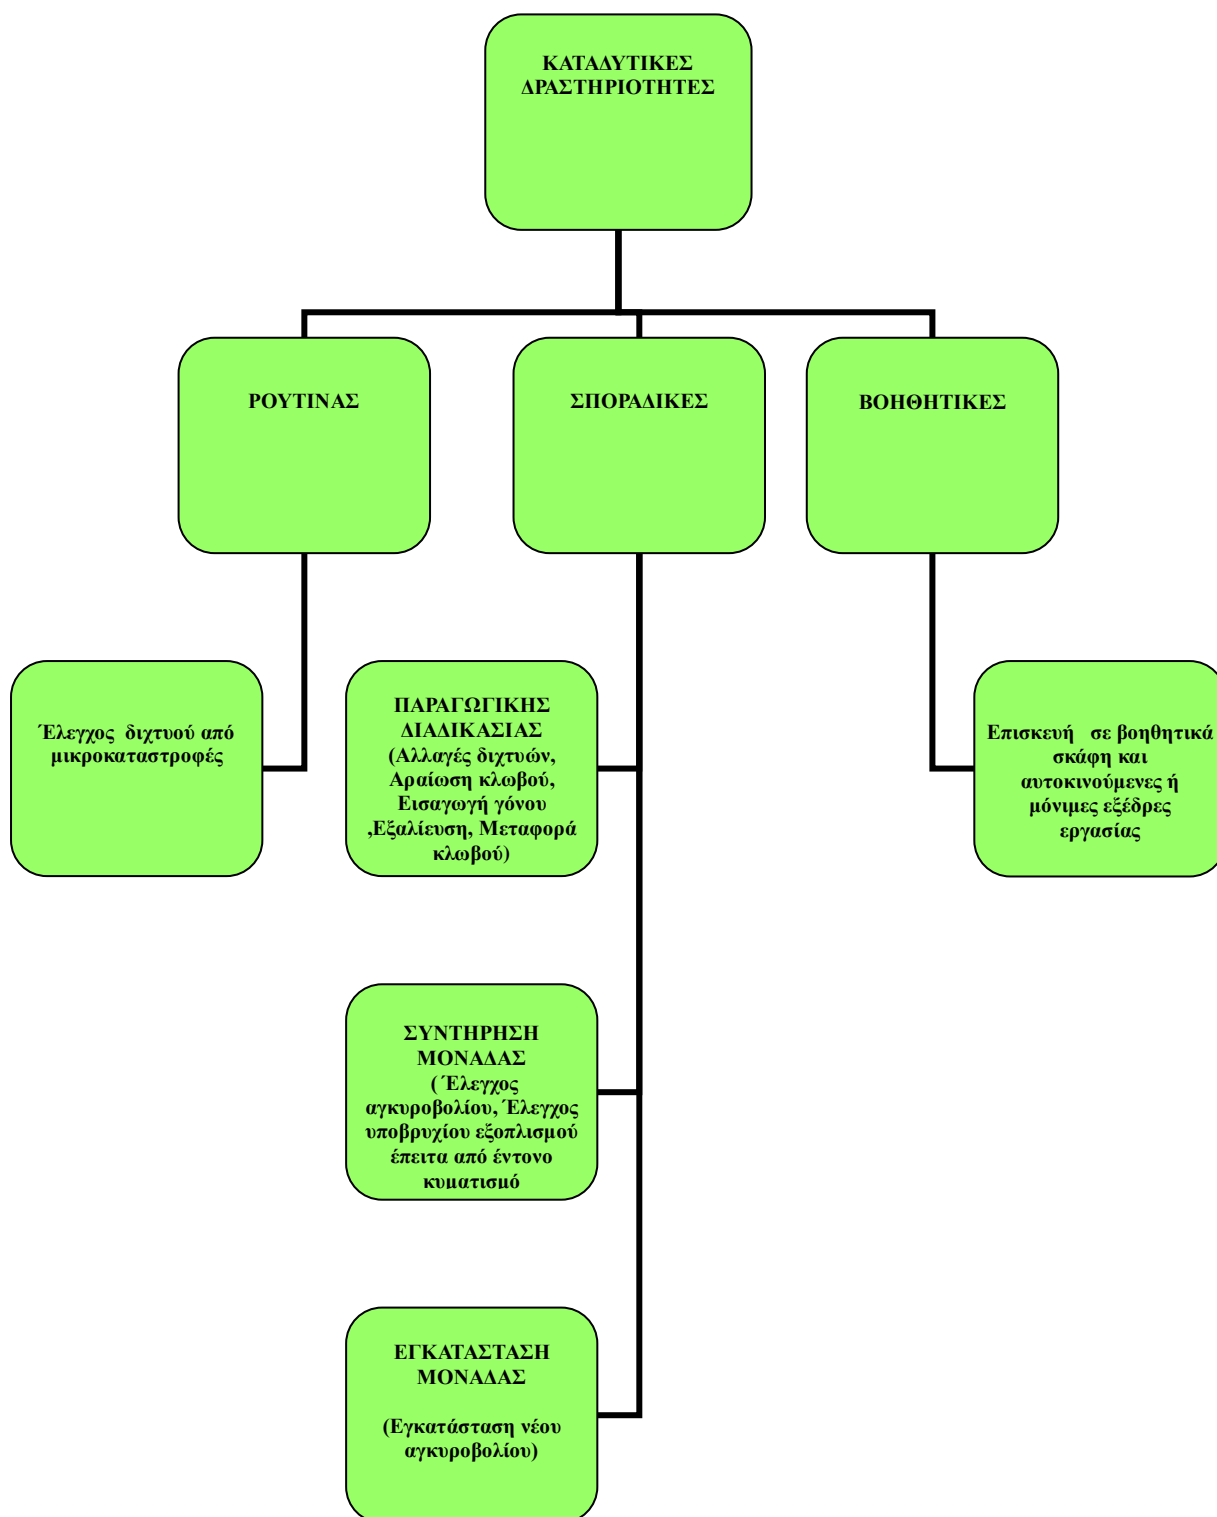 ΚΑΤΑΔΥΤΙΚΕΣ
ΔΡΑΣΤΗΡΙΟΤΗΤΕΣ
ΡΟΥΤΙΝΑΣ
ΣΠΟΡΑΔΙΚΕΣ
ΒΟΗΘΗΤΙΚΕΣ
Έλεγχος διχτυού από
μικροκαταστροφές
ΠΑΡΑΓΩΓΙΚΗΣ
ΔΙΑΔΙΚΑΣΙΑΣ
(Αλλαγές διχτυών,
Αραίωση κλωβού,
Εισαγωγή γόνου
,Εξαλίευση, Μεταφορά
κλωβού)
Επισκευή σε βοηθητικά
σκάφη και
αυτοκινούμενες ή
μόνιμες εξέδρες
εργασίας
ΣΥΝΤΗΡΗΣΗ
ΜΟΝΑΔΑΣ
( Έλεγχος
αγκυροβολίου, Έλεγχος
υποβρυχίου εξοπλισμού
έπειτα από έντονο
κυματισμό
ΕΓΚΑΤΑΣΤΑΣΗ
ΜΟΝΑΔΑΣ
(Εγκατάσταση νέου
αγκυροβολίου)